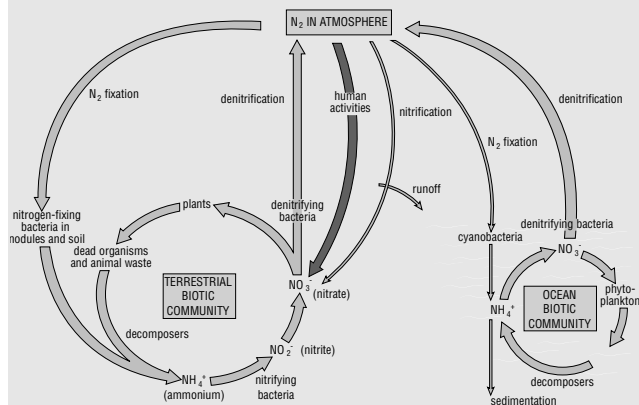 N2 IN ATMOSPHERE
N2 fixation
denitrification
human
activities
nitrification
N2 fixation
denitrification
runoff
nitrogen-fixing
bacteria in
nodules and soil
plants
denitrifying
bacteria
dead organisms
and animal waste
cyanobacteria
denitrifying bacteria
NO3-
TERRESTRIAL
BIOTIC
COMMUNITY
NO3-
(nitrate)
phyto-
plankton
OCEAN
BIOTIC
COMMUNITY
NH4+
decomposers
NO2- (nitrite)
NH4+
(ammonium)
nitrifying
bacteria
decomposers
sedimentation